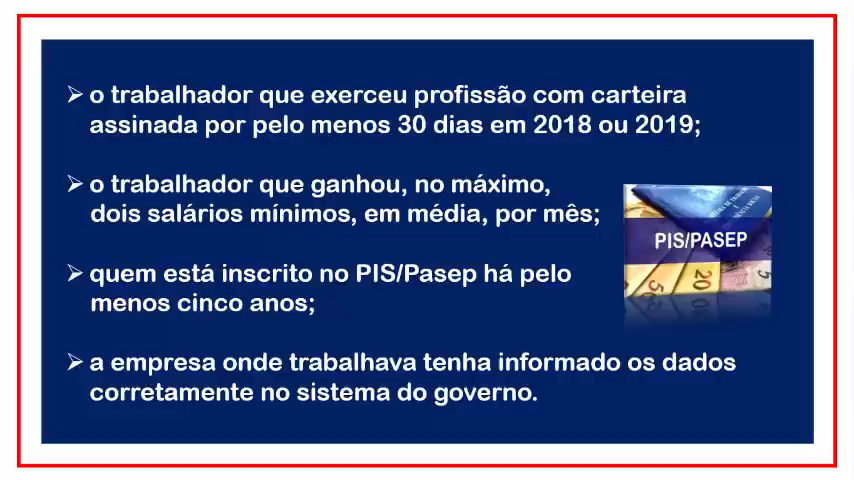 ➢ o trabalhador que exerceu profissão com carteira
assinada por pelo menos 30 dias em 2018 ou 2019;
➢ o trabalhador que ganhou, no máximo,
dois salários mínimos, em média, por mês;
PIS/PASEP
➢ quem está inscrito no PIS/Pasep há pelo
menos cinco anos;
➢ a empresa onde trabalhava tenha informado os dados
corretamente no sistema do governo.